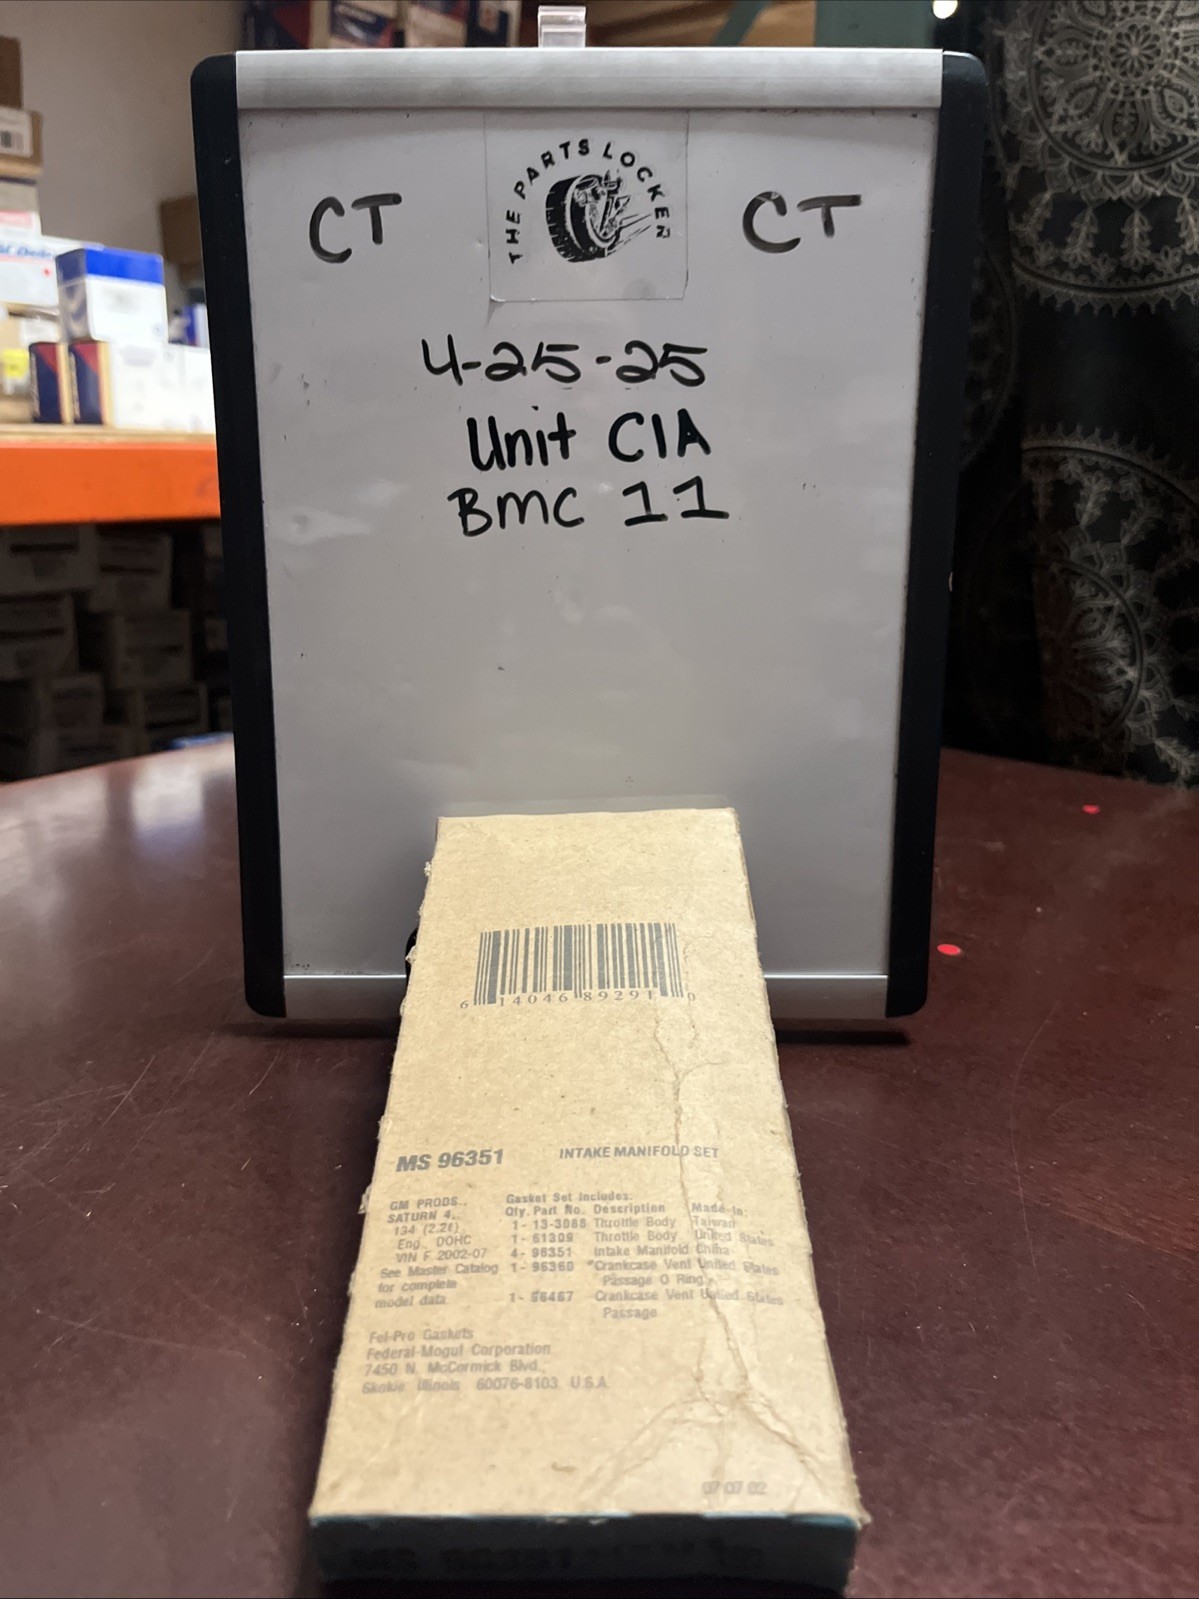 THE PARTS LOCKER
CT CT
4-25-25
Unit C1A
BMC 11
6 14046 89291 0
MS 96351 INTAKE MANIFOLD SET
GM PRODS..
SATURN 4..
134 (2.2ℓ)
Eng., DOHC
VIN F 2002-07
See Master Catalog
for complete
model data.
Gasket Set Includes:
Qty. Part No. Description Made In:
1- 13-3088 Throttle Body Taiwan
1- 61309 Throttle Body United States
4- 96351 Intake Manifold China
1- 96360 *Crankcase Vent United States
Passage O Ring
1- 96467 Crankcase Vent United States
Passage
Fel-Pro Gaskets
Federal-Mogul Corporation
7450 N. McCormick Blvd.,
Skokie Illinois 60076-8103 U.S.A.
07 07 02